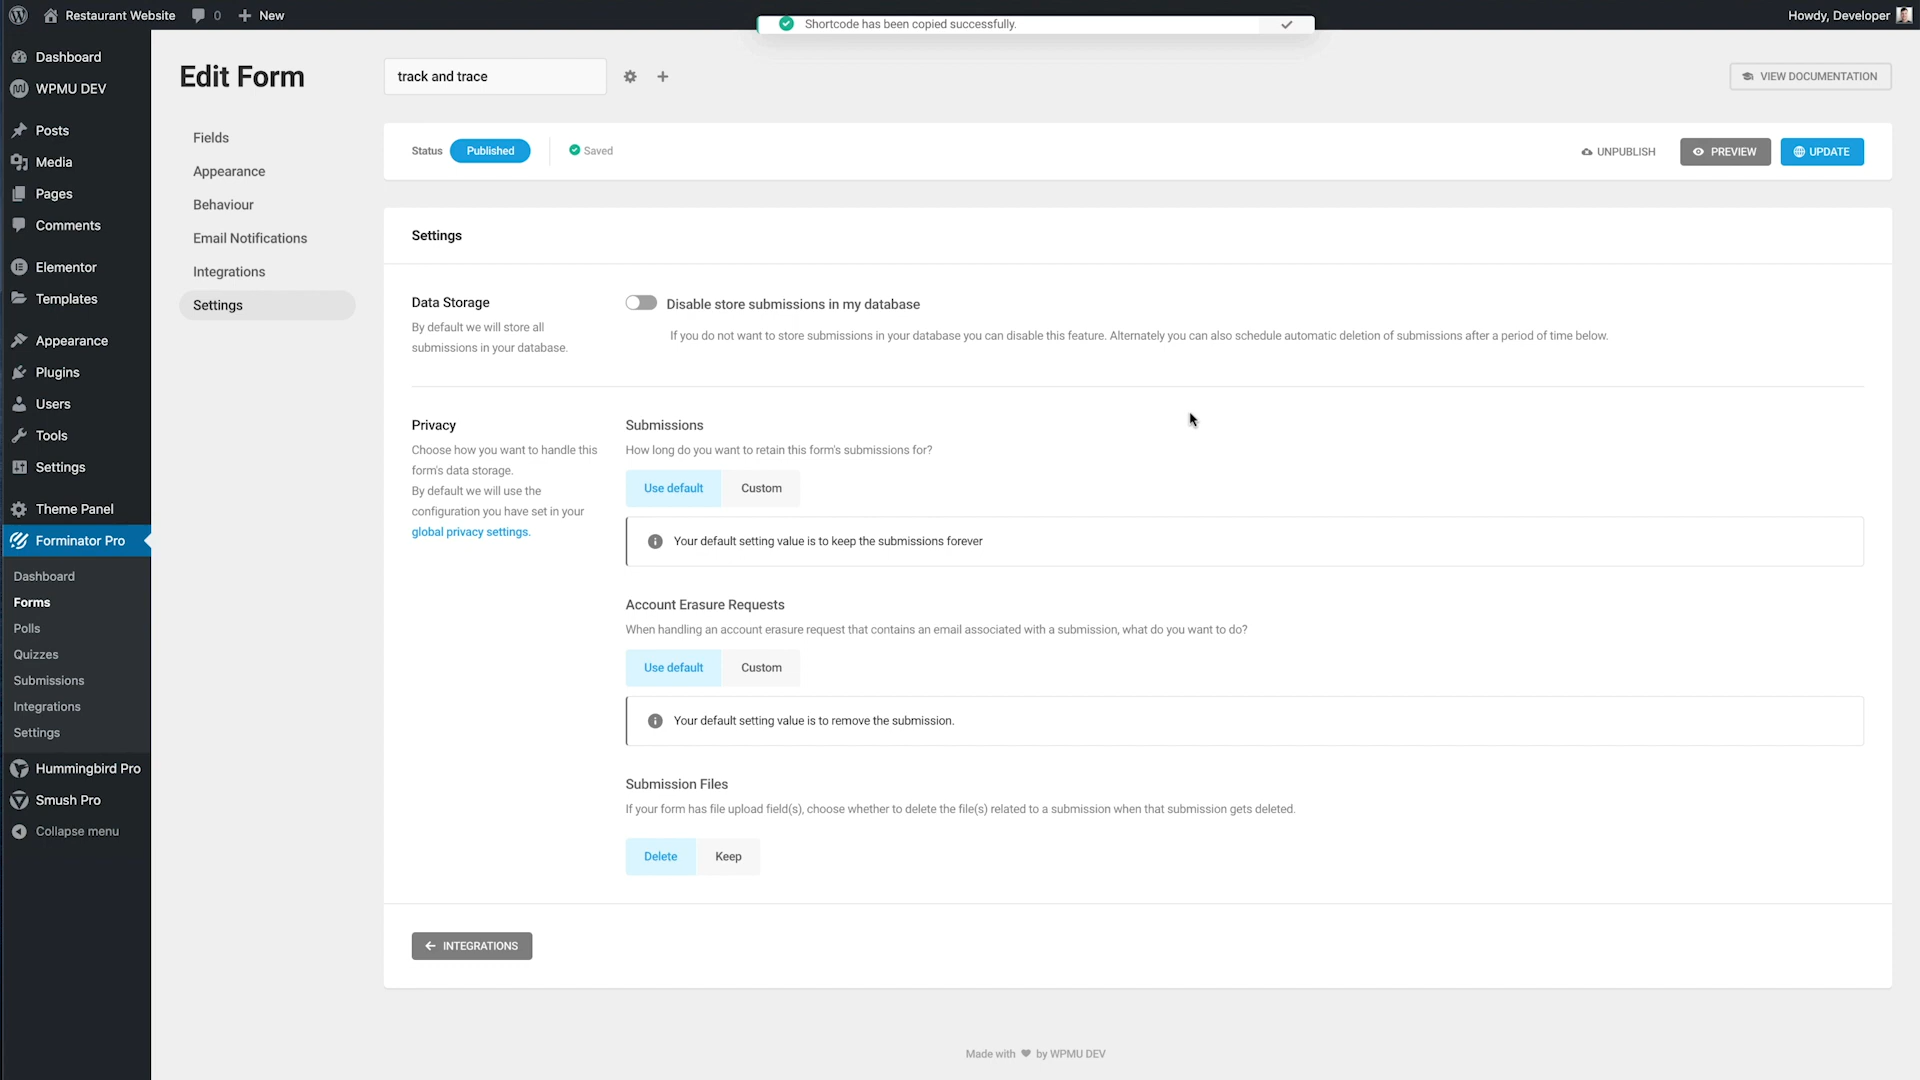 Restaurant Website
0
New
Howdy, Developer
Shortcode has been copied successfully.
Dashboard
WPMU DEV
Posts
Media
Pages
Comments
Elementor
Templates
Appearance
Plugins
Users
Tools
Settings
Theme Panel
Forminator Pro
Dashboard
Forms
Polls
Quizzes
Submissions
Integrations
Settings
Hummingbird Pro
Smush Pro
Collapse menu
Edit Form
track and trace
VIEW DOCUMENTATION
Fields
Appearance
Behaviour
Email Notifications
Integrations
Settings
Status
Published
Saved
UNPUBLISH
PREVIEW
UPDATE
Settings
Data Storage
By default we will store all
submissions in your database.
Disable store submissions in my database
If you do not want to store submissions in your database you can disable this feature. Alternately you can also schedule automatic deletion of submissions after a period of time below.
Privacy
Choose how you want to handle this
form's data storage.
By default we will use the
configuration you have set in your
global privacy settings.
Submissions
How long do you want to retain this form's submissions for?
Use default
Custom
Your default setting value is to keep the submissions forever
Account Erasure Requests
When handling an account erasure request that contains an email associated with a submission, what do you want to do?
Use default
Custom
Your default setting value is to remove the submission.
Submission Files
If your form has file upload field(s), choose whether to delete the file(s) related to a submission when that submission gets deleted.
Delete
Keep
INTEGRATIONS
Made with ♥ by WPMU DEV